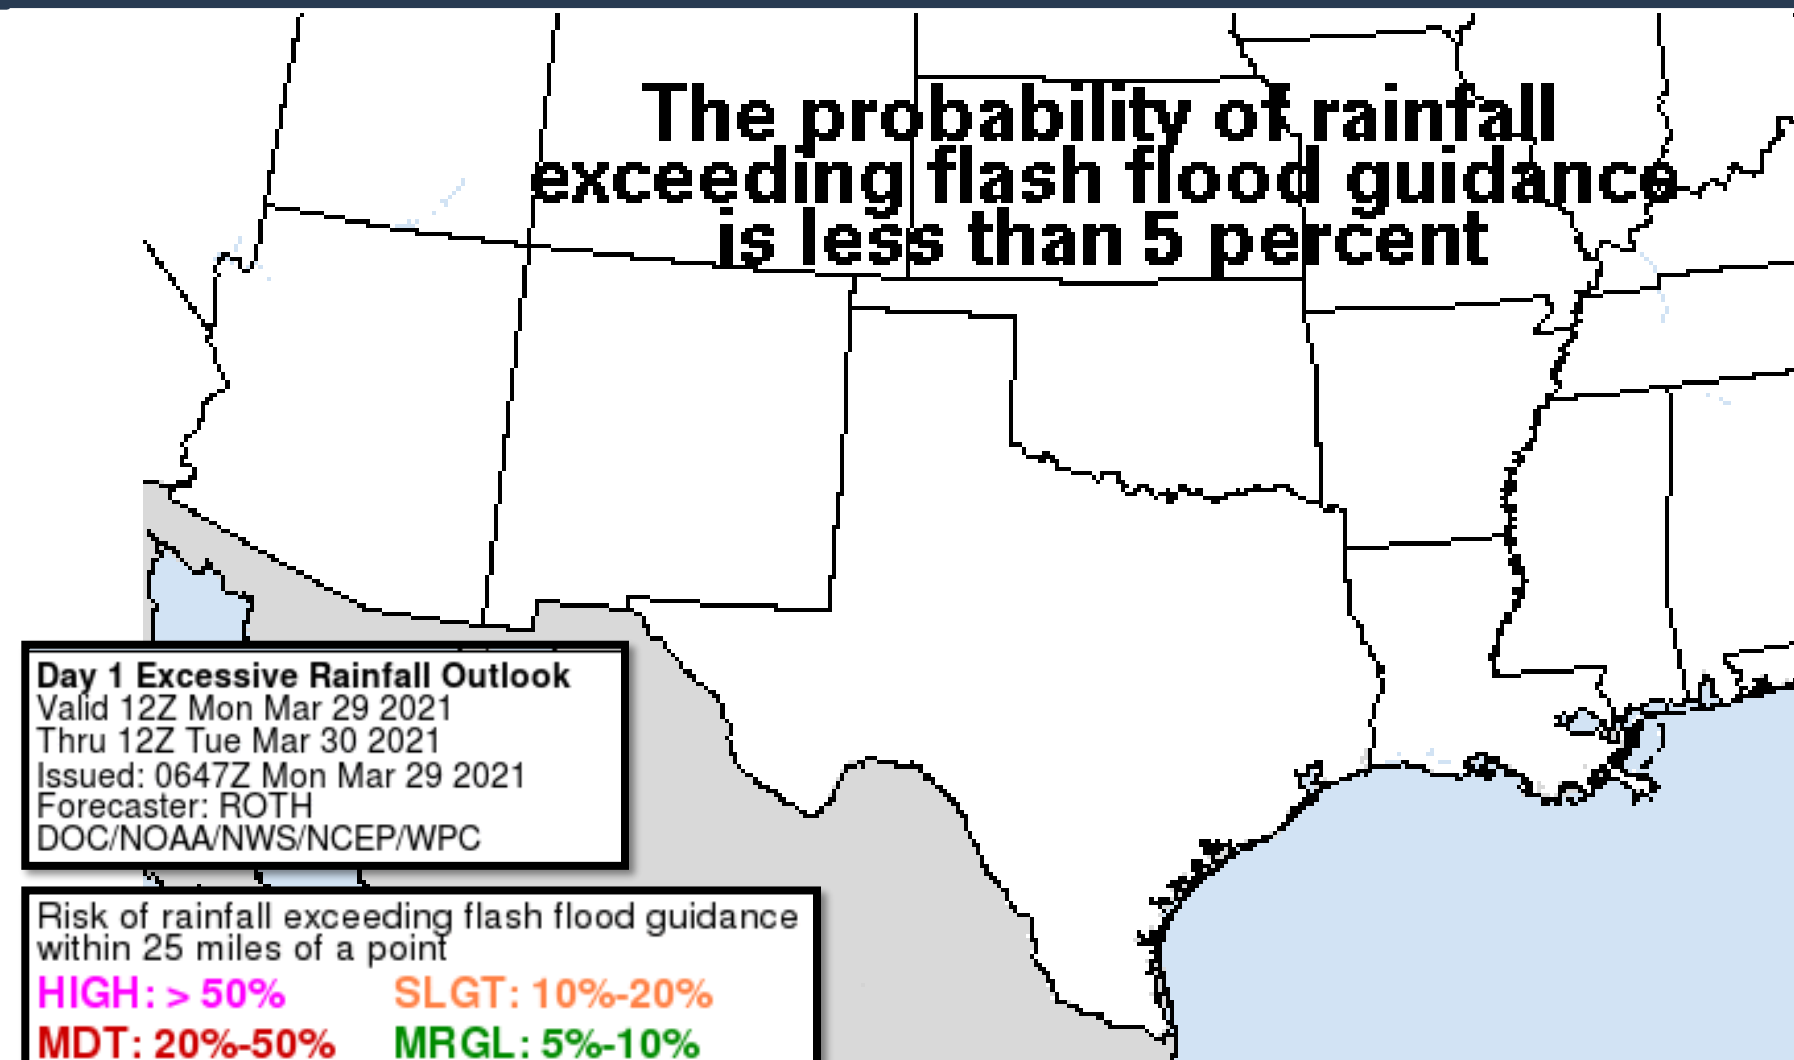 The probability of rainfall
exceeding flash flood guidance
is less than 5 percent
Day 1 Excessive Rainfall Outlook
Valid 12Z Mon Mar 29 2021
Thru 12Z Tue Mar 30 2021
Issued: 0647Z Mon Mar 29 2021
Forecaster: ROTH
DOC/NOAA/NWS/NCEP/WPC
Risk of rainfall exceeding flash flood guidance
within 25 miles of a point
HIGH: > 50% SLGT: 10%-20%
MDT: 20%-50% MRGL: 5%-10%